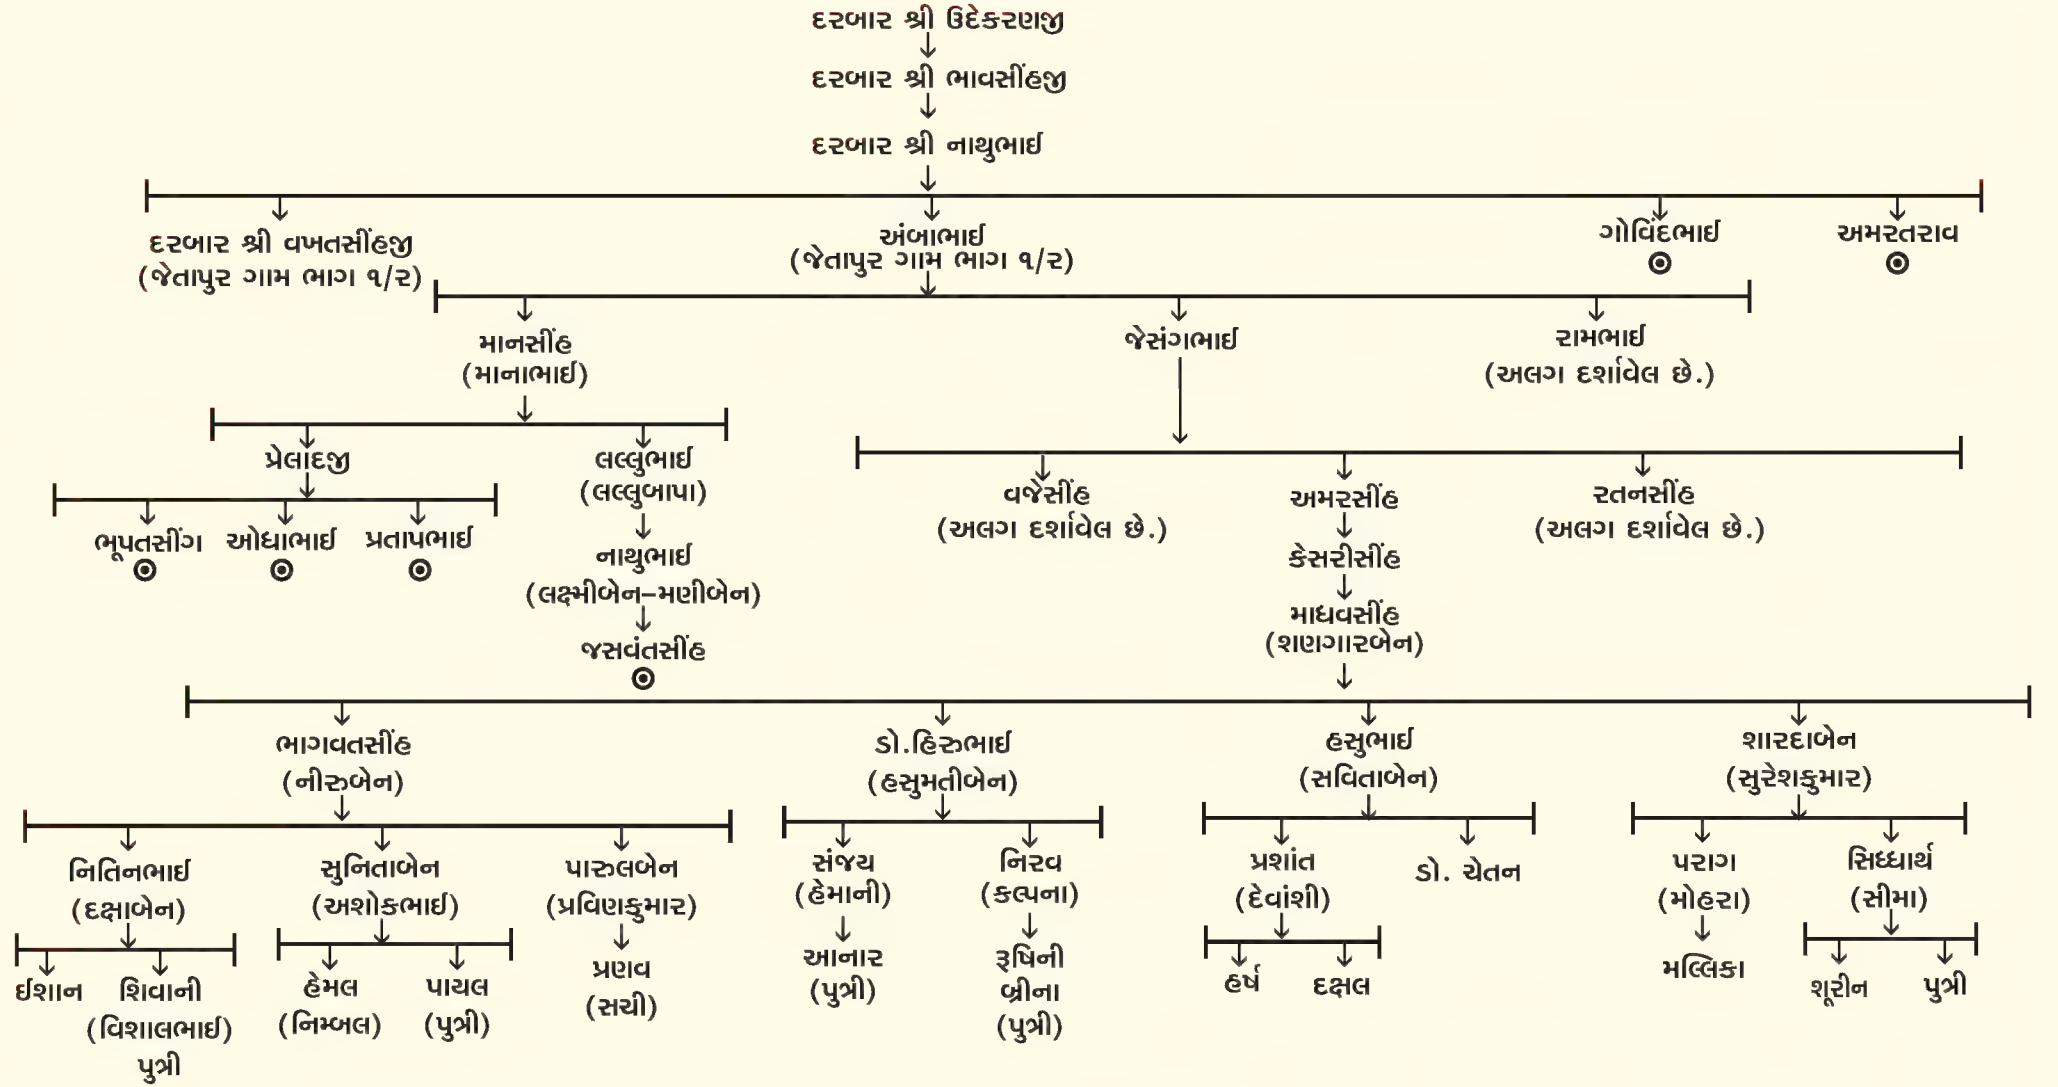 દરબાર શ્રી ઉદેકરણજી
દરબાર શ્રી ભાવસીંહજી
દરબાર શ્રી નાથુભાઈ
દરબાર શ્રી વખતસીંહજી
(જેતાપુર ગામ ભાગ ૧/૨)
અંબાભાઈ
(જેતાપુર ગામ ભાગ ૧/૨)
ગોવિંદભાઈ
અમરતરાવ
માનસીંહ
(માનાભાઈ)
જેસંગભાઈ
રામભાઈ
(અલગ દર્શાવેલ છે.)
પ્રેલાદજી
લલ્લુભાઈ
(લલ્લુબાપા)
વજેસીંહ
(અલગ દર્શાવેલ છે.)
અમરસીંહ
રતનસીંહ
(અલગ દર્શાવેલ છે.)
ભૂપતસીંગ
ઓધાભાઈ
પ્રતાપભાઈ
નાથુભાઈ
(લક્ષ્મીબેન–મણીબેન)
કેસરીસીંહ
માધવસીંહ
(શણગારબેન)
જસવંતસીંહ
ભાગવતસીંહ
(નીરુબેન)
ડો.હિરુભાઈ
(હસુમતીબેન)
હસુભાઈ
(સવિતાબેન)
શારદાબેન
(સુરેશકુમાર)
નિતિનભાઈ
(દક્ષાબેન)
સુનિતાબેન
(અશોકભાઈ)
પારુલબેન
(પ્રવિણકુમાર)
સંજય
(હેમાની)
નિરવ
(કલ્પના)
પ્રશાંત
(દેવાંશી)
ડો. ચેતન
પરાગ
(મોહરા)
સિધ્ધાર્થ
(સીમા)
ઈશાન
શિવાની
(વિશાલભાઈ)
પુત્રી
હેમલ
(નિમ્બલ)
પાયલ
(પુત્રી)
પ્રણવ
(સચી)
આનાર
(પુત્રી)
રૂષિની
બ્રીના
(પુત્રી)
હર્ષ
દક્ષલ
મલ્લિકા
શૂરીન
પુત્રી